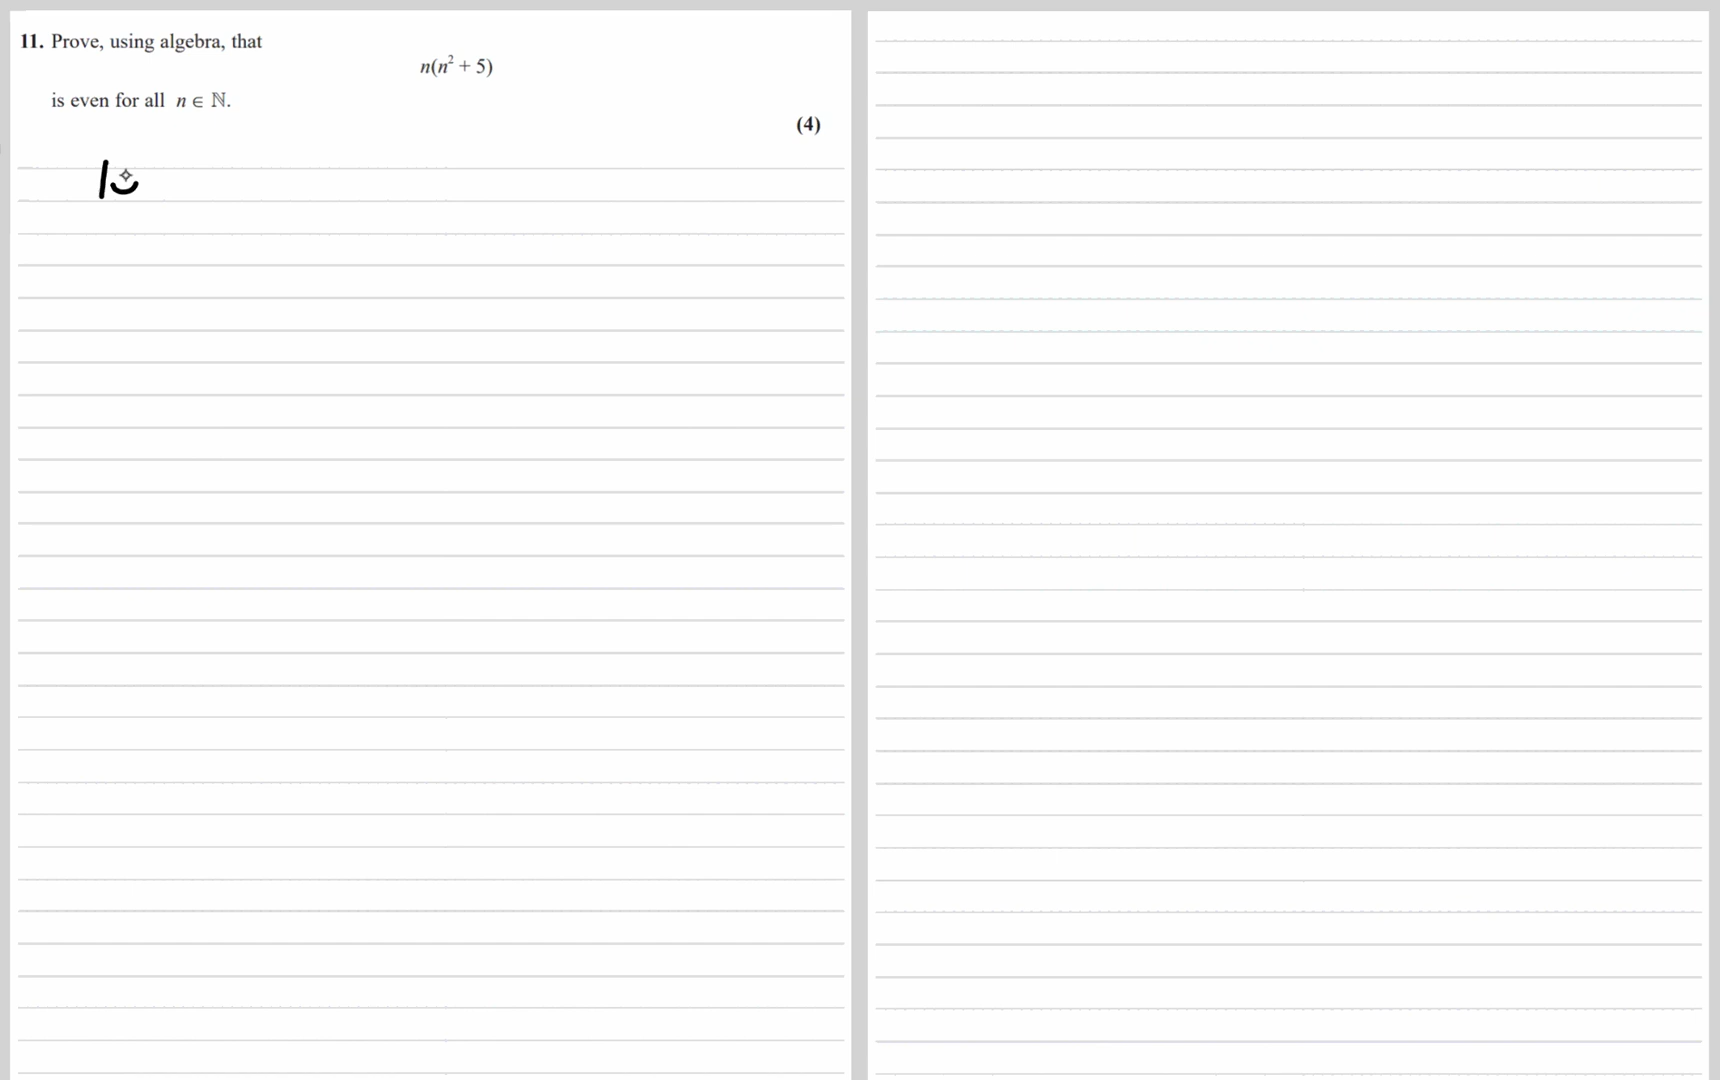 11. Prove, using algebra, that
n(n² + 5)
is even for all n ∈ ℕ.
(4)